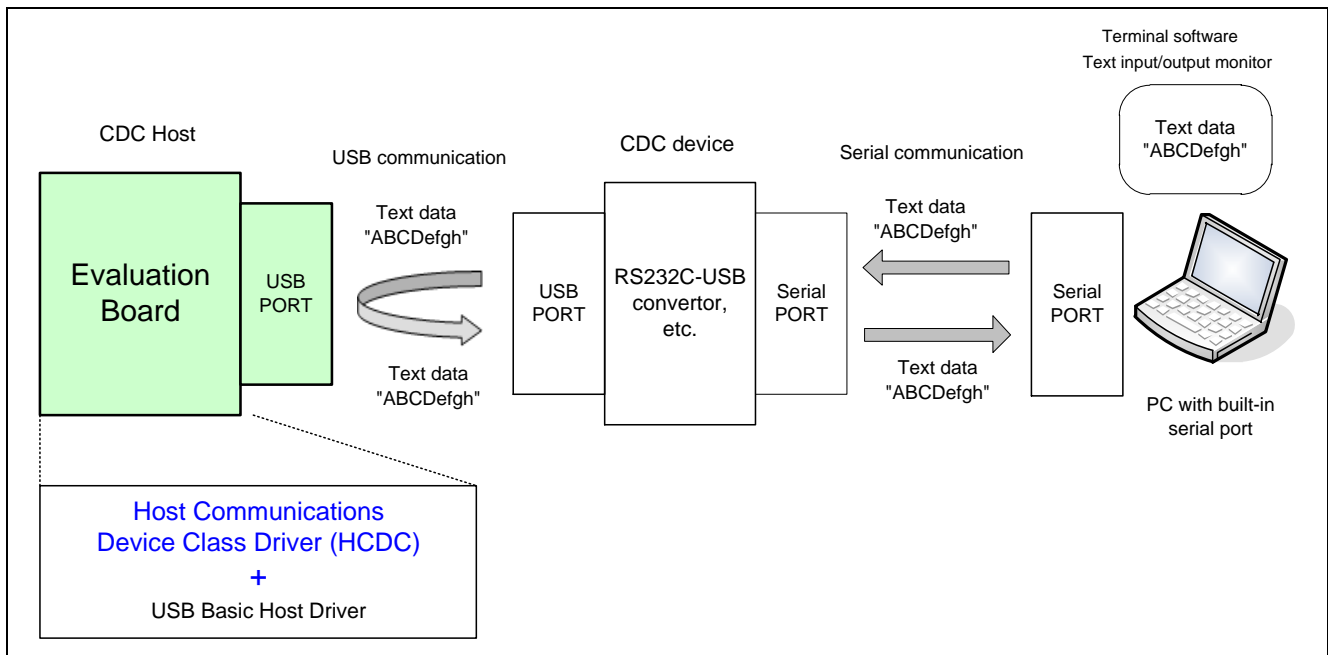 Terminal software
Text input/output monitor
Text data
"ABCDefgh"
CDC Host
USB communication
CDC device
Serial communication
Evaluation
Board
USB
PORT
Text data
"ABCDefgh"
Text data
"ABCDefgh"
USB
PORT
RS232C-USB
convertor,
etc.
Serial
PORT
Text data
"ABCDefgh"
Text data
"ABCDefgh"
Serial
PORT
PC with built-in
serial port
Host Communications
Device Class Driver (HCDC)
+
USB Basic Host Driver